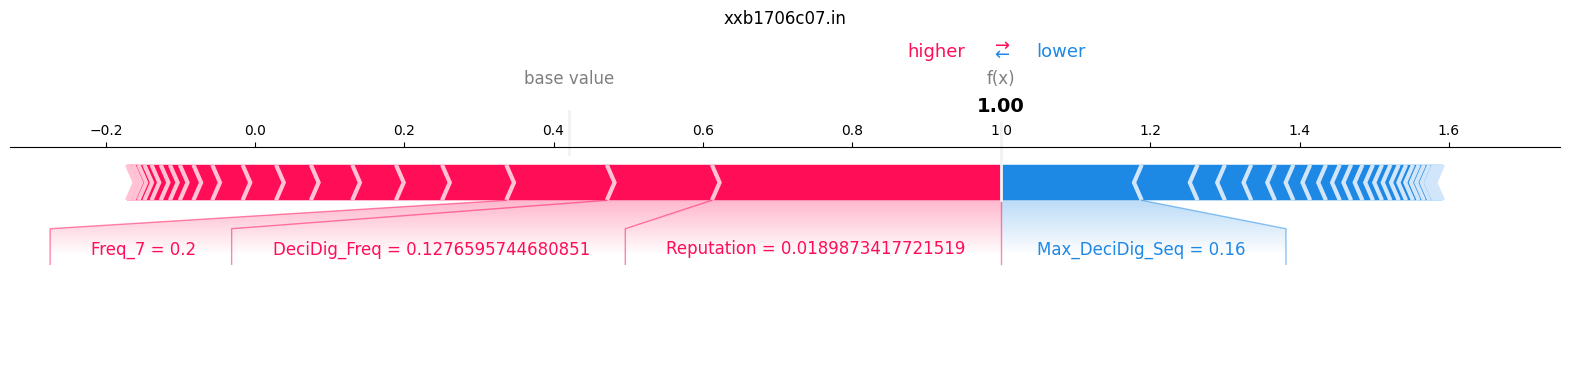 xxb1706c07.in
higher ⇄ lower
base value f(x)
1.00
−0.2 0.0 0.2 0.4 0.6 0.8 1.0 1.2 1.4 1.6
Freq_7 = 0.2 DeciDig_Freq = 0.1276595744680851 Reputation = 0.0189873417721519 Max_DeciDig_Seq = 0.16